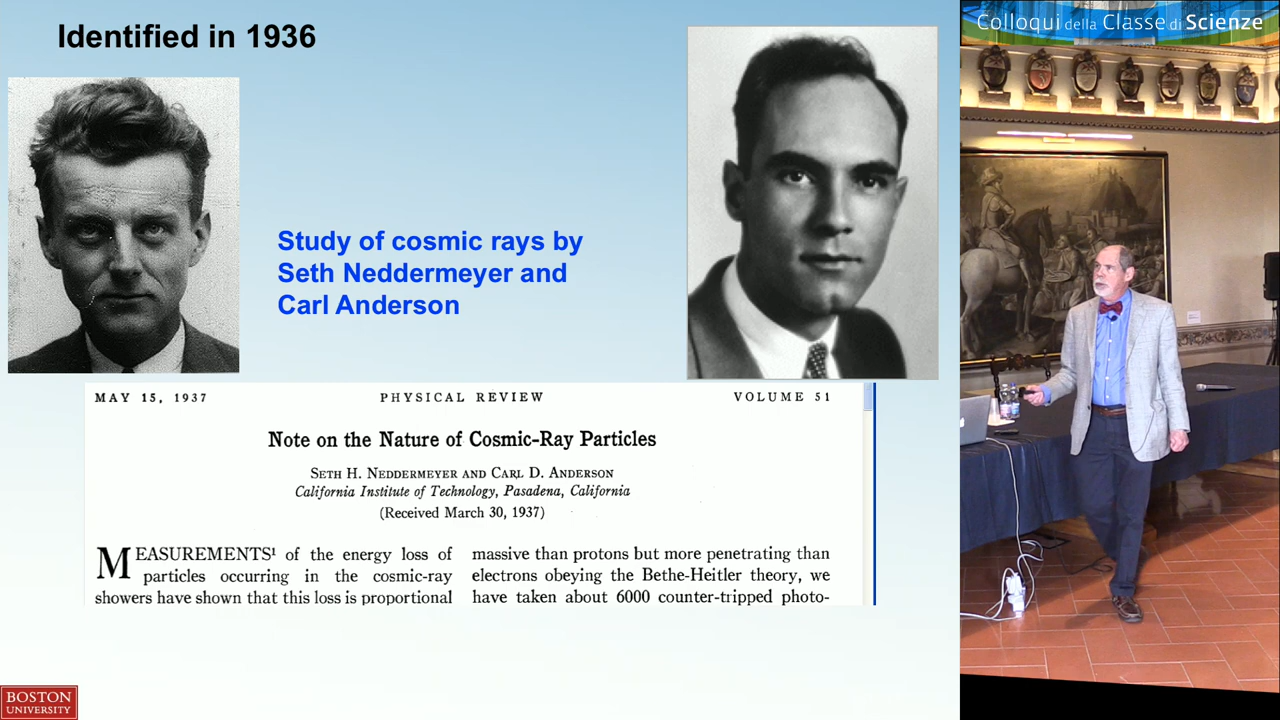 Identified in 1936
Study of cosmic rays by
Seth Neddermeyer and
Carl Anderson
MAY 15, 1937 PHYSICAL REVIEW VOLUME 51
Note on the Nature of Cosmic-Ray Particles
SETH H. NEDDERMEYER AND CARL D. ANDERSON
California Institute of Technology, Pasadena, California
(Received March 30, 1937)
MEASUREMENTS¹ of the energy loss of
particles occurring in the cosmic-ray
showers have shown that this loss is proportional
massive than protons but more penetrating than
electrons obeying the Bethe-Heitler theory, we
have taken about 6000 counter-tripped photo-
BOSTON
UNIVERSITY
Colloqui della Classe di Scienze